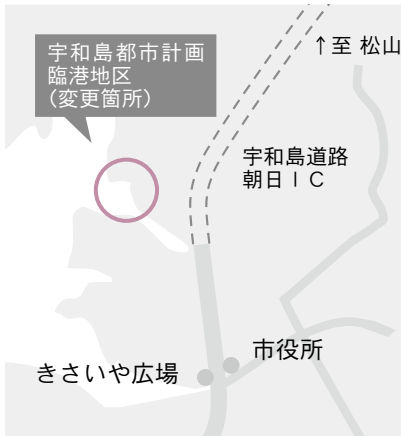 宇和島都市計画
臨港地区
(変更箇所)
↑至 松山
宇和島道路
朝日ＩＣ
市役所
きさいや広場